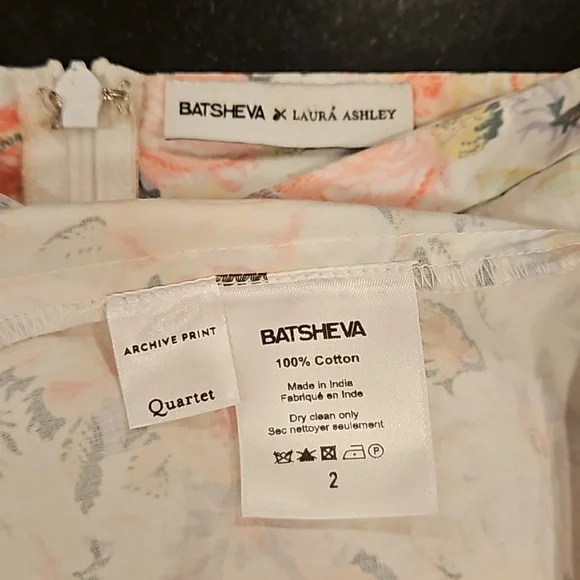 BATSHEVA x LAURA ASHLEY
ARCHIVE PRINT
Quartet
BATSHEVA
100% Cotton
Made in India
Fabriqué en Inde
Dry clean only
Sec nettoyer seulement
P
2